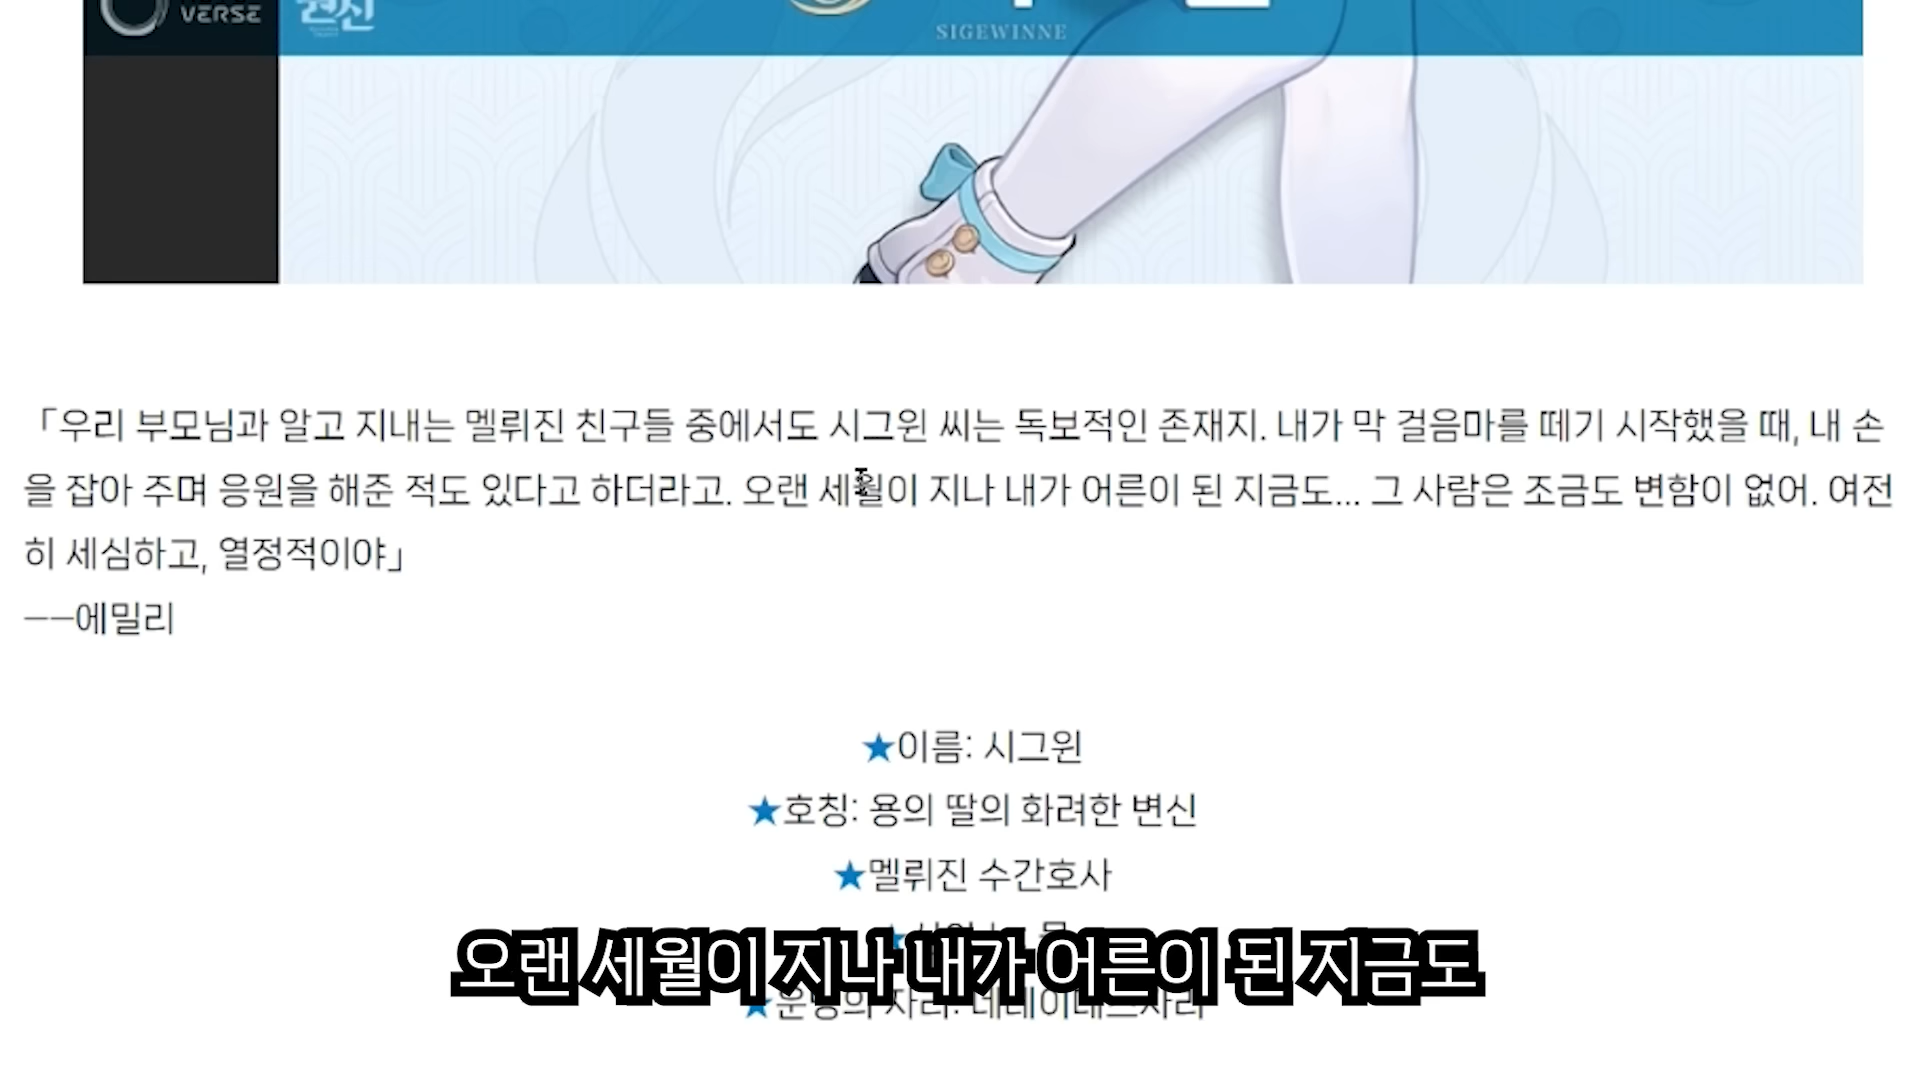 VERSE
원신
SIGEWINNE
「우리 부모님과 알고 지내는 멜뤼진 친구들 중에서도 시그윈 씨는 독보적인 존재지. 내가 막 걸음마를 떼기 시작했을 때, 내 손
을 잡아 주며 응원을 해준 적도 있다고 하더라고. 오랜 세월이 지나 내가 어른이 된 지금도... 그 사람은 조금도 변함이 없어. 여전
히 세심하고, 열정적이야」
——에밀리
★이름: 시그윈
★호칭: 용의 딸의 화려한 변신
★멜뤼진 수간호사
오랜 세월이 지나 내가 어른이 된 지금도